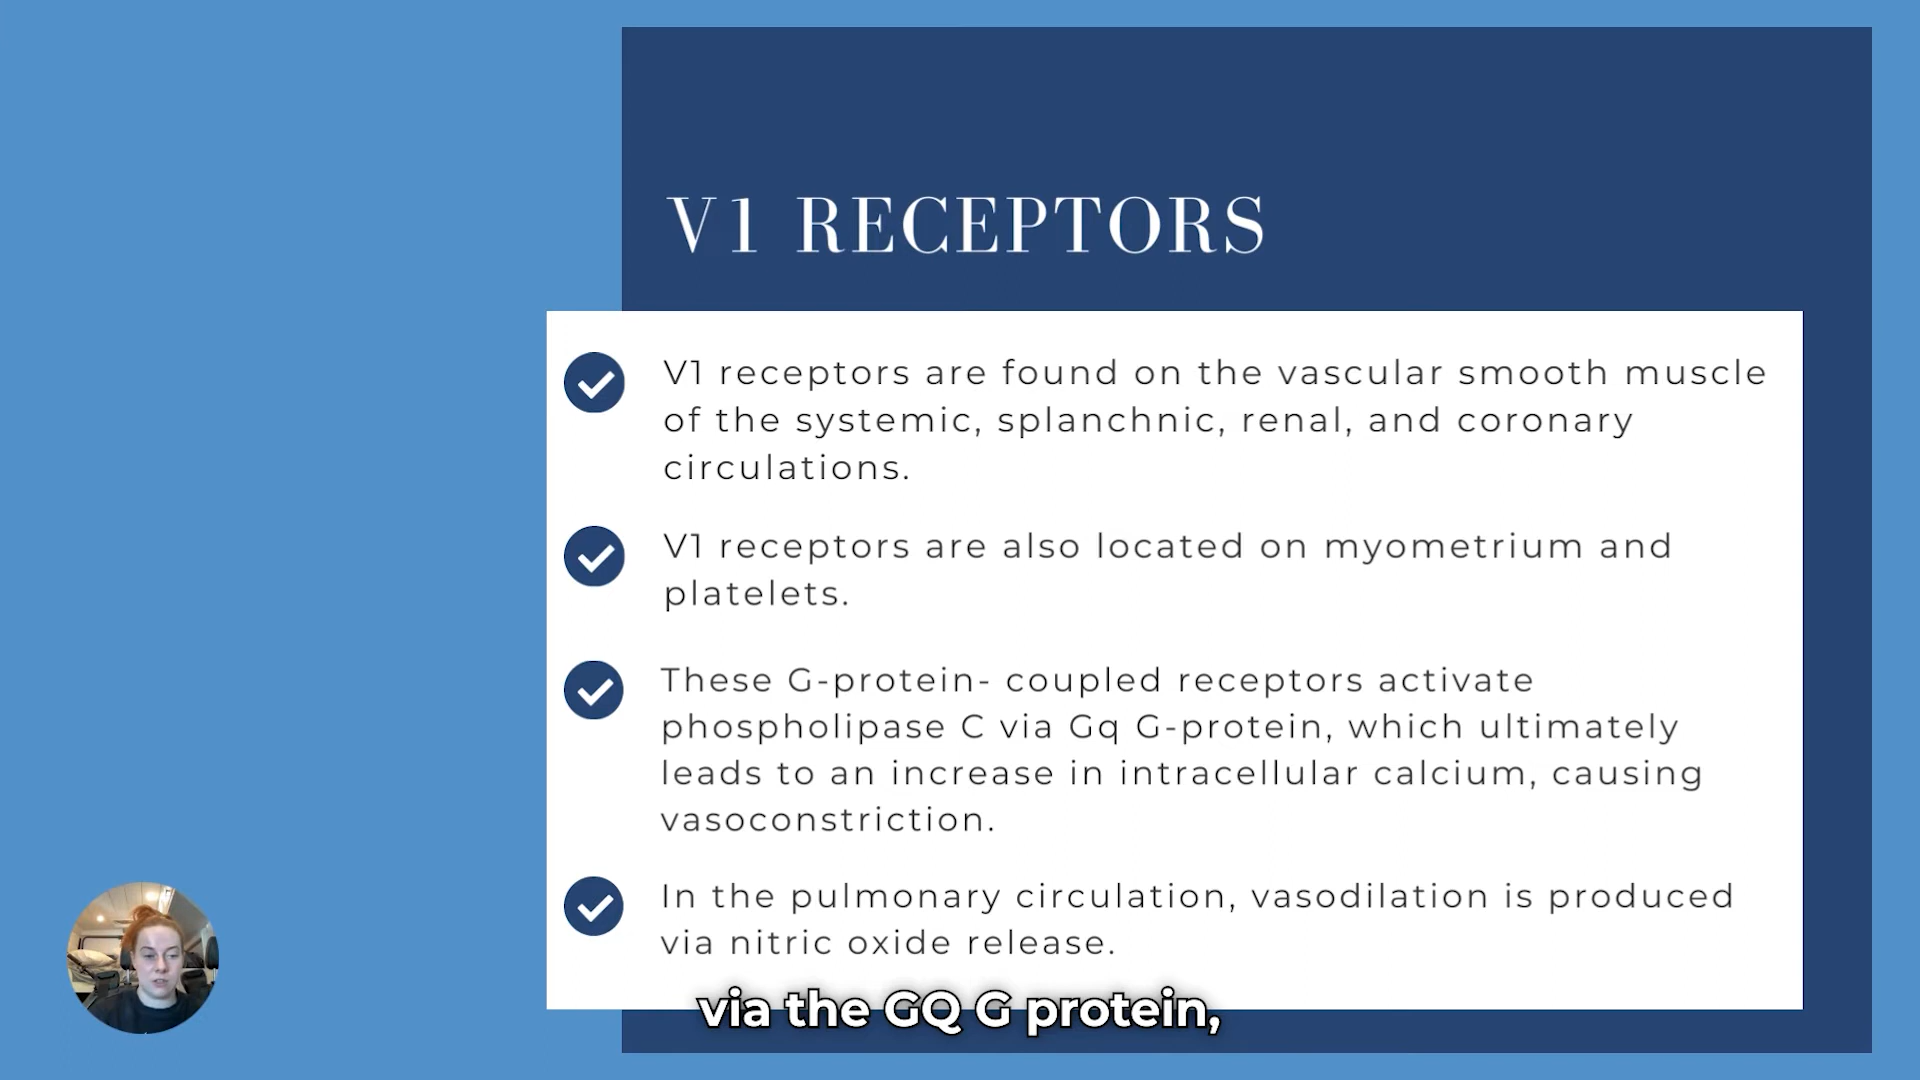 V1 RECEPTORS
V1 receptors are found on the vascular smooth muscle
of the systemic, splanchnic, renal, and coronary
circulations.
V1 receptors are also located on myometrium and
platelets.
These G-protein- coupled receptors activate
phospholipase C via Gq G-protein, which ultimately
leads to an increase in intracellular calcium, causing
vasoconstriction.
In the pulmonary circulation, vasodilation is produced
via nitric oxide release.
via the GQ G protein,